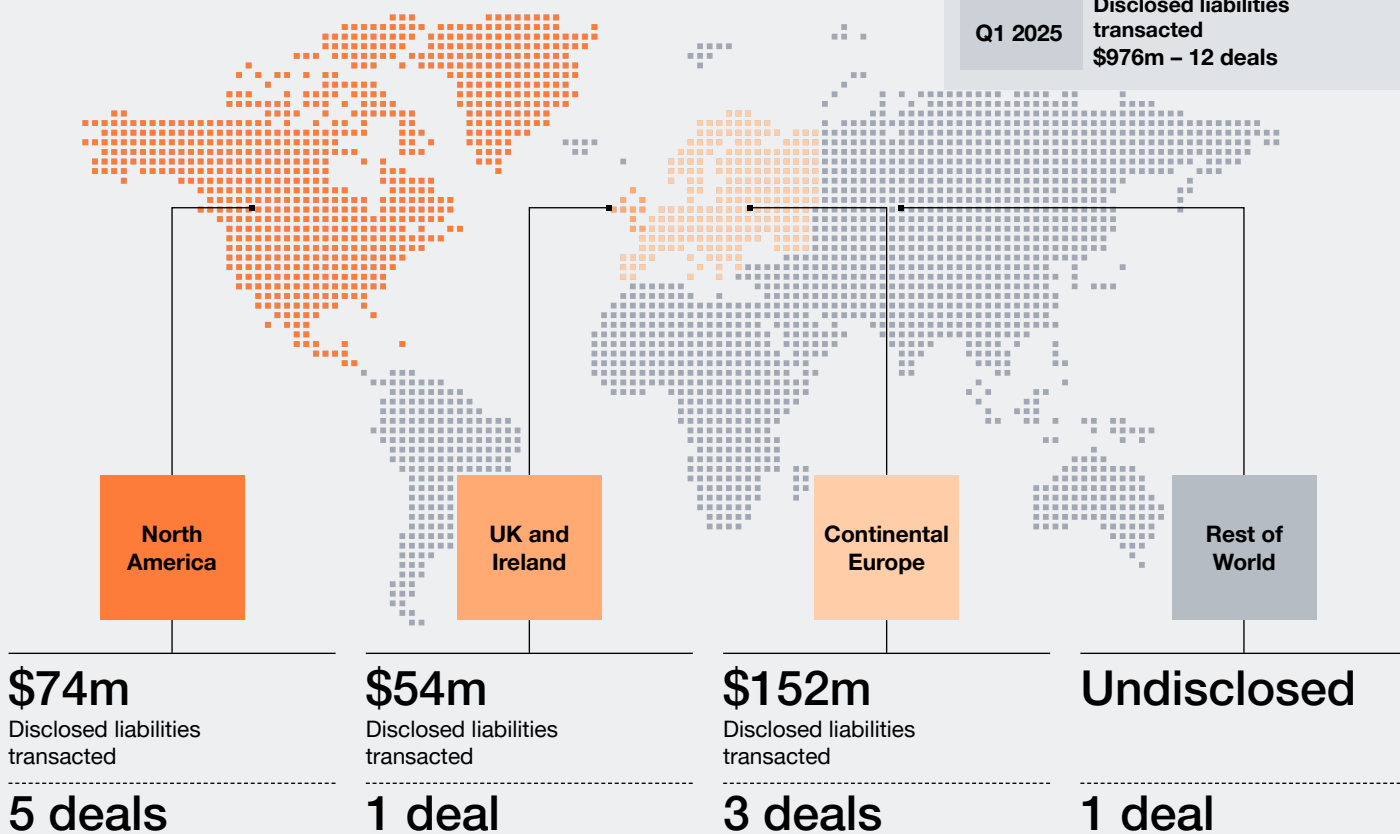 Disclosed liabilities
transacted
$976m – 12 deals
Q1 2025
North
America
UK and
Ireland
Continental
Europe
Rest of
World
$74m
Disclosed liabilities
transacted
5 deals
$54m
Disclosed liabilities
transacted
1 deal
$152m
Disclosed liabilities
transacted
3 deals
Undisclosed
1 deal